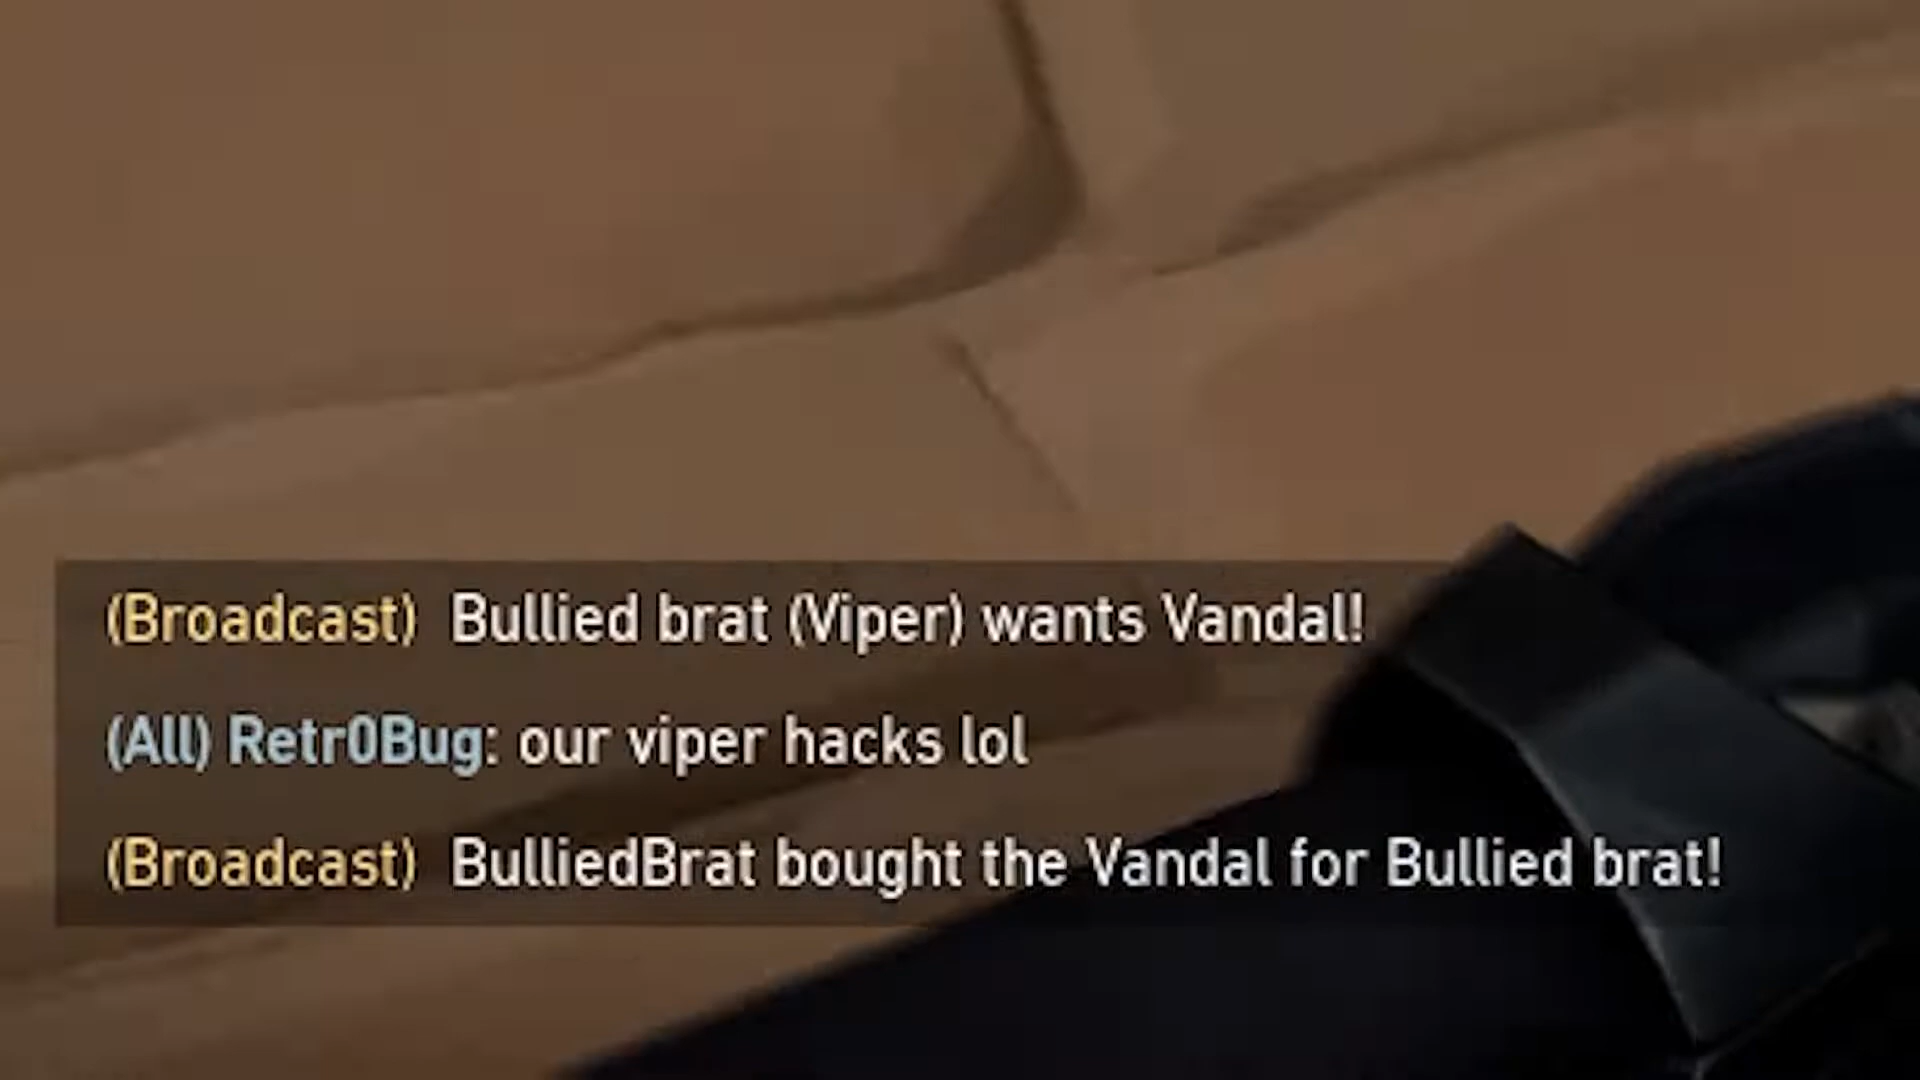 (Broadcast) Bullied brat (Viper) wants Vandal!
(All) Retr0Bug: our viper hacks lol
(Broadcast) BulliedBrat bought the Vandal for Bullied brat!